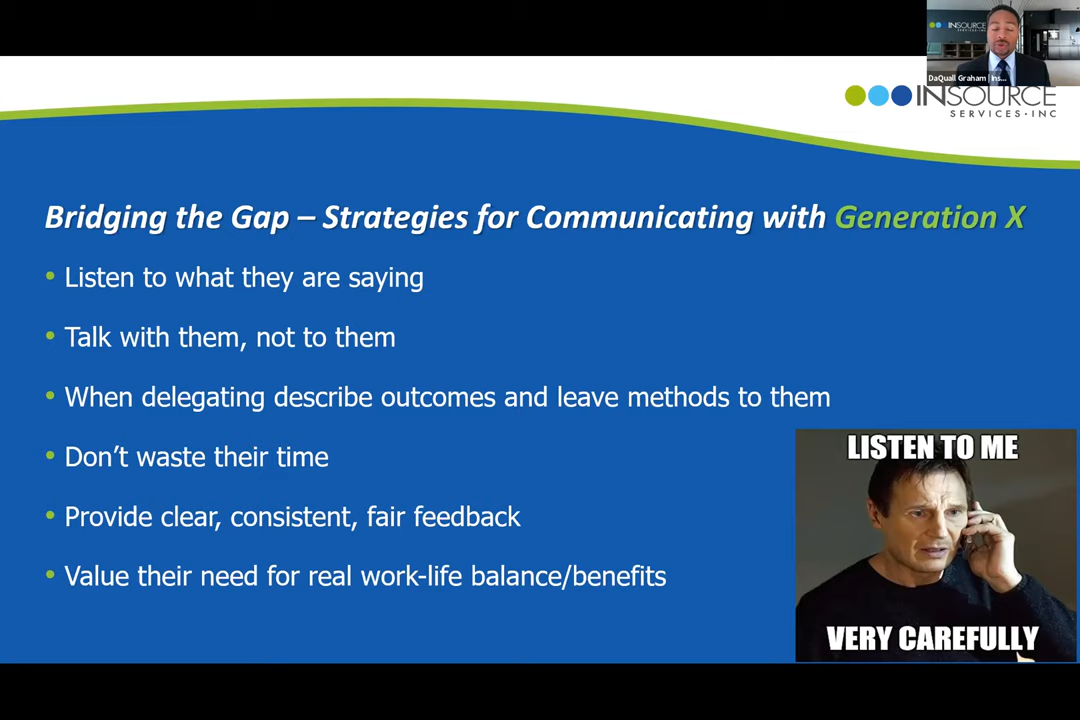 INSOURCE
DaQuall Graham | Ins...
INSOURCE
SERVICES • INC
Bridging the Gap – Strategies for Communicating with Generation X
• Listen to what they are saying
• Talk with them, not to them
• When delegating describe outcomes and leave methods to them
• Don’t waste their time
• Provide clear, consistent, fair feedback
• Value their need for real work-life balance/benefits
LISTEN TO ME
VERY CAREFULLY